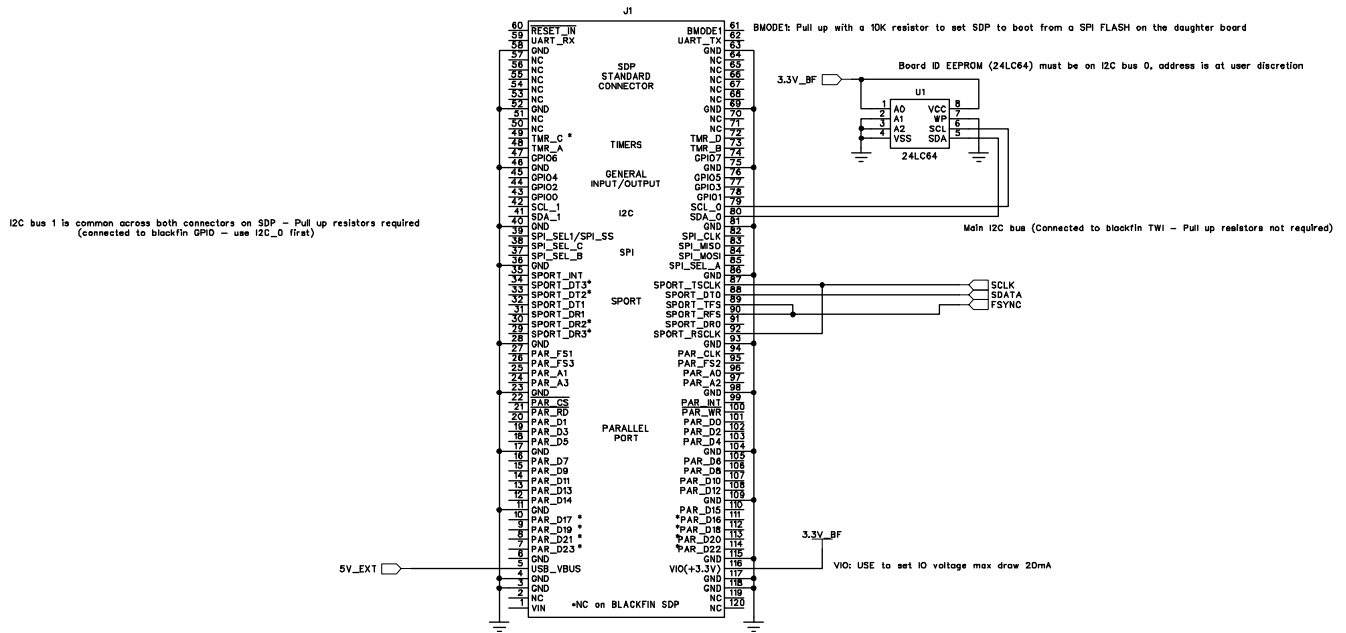 J1
60 RESET_IN BMODE1 61
59 UART_RX UART_TX 62
58 GND GND 63
57 NC NC 64
56 NC NC 65
55 NC NC 66
54 NC NC 67
53 NC NC 68
52 GND GND 69
51 NC NC 70
50 NC NC 71
49 TMR_C * TMR_D 72
48 TMR_A TMR_B 73
47 GPIO6 GPIO7 74
46 GND GND 75
45 GPIO4 GPIO5 76
44 GPIO2 GPIO3 77
43 GPIO0 GPIO1 78
42 SCL_1 SCL_0 79
41 SDA_1 SDA_0 80
40 GND GND 81
39 SPI_SEL1/SPI_SS SPI_CLK 82
38 SPI_SEL_C SPI_MISO 83
37 SPI_SEL_B SPI_MOSI 84
36 GND SPI_SEL_A 85
35 SPORT_INT GND 86
34 SPORT_DT3* SPORT_TSCLK 87
33 SPORT_DT2* SPORT_DT0 88
32 SPORT_DT1 SPORT_TFS 89
31 SPORT_DR1 SPORT_RFS 90
30 SPORT_DR2* SPORT_DR0 91
29 SPORT_DR3* SPORT_RSCLK 92
28 GND GND 93
27 PAR_FS1 PAR_CLK 94
26 PAR_FS3 PAR_FS2 95
25 PAR_A1 PAR_A0 96
24 PAR_A3 PAR_A2 97
23 GND GND 98
22 PAR_CS PAR_INT 99
21 PAR_RD PAR_WR 100
20 PAR_D1 PAR_D0 101
19 PAR_D3 PAR_D2 102
18 PAR_D5 PAR_D4 103
17 GND GND 104
16 PAR_D7 PAR_D6 105
15 PAR_D9 PAR_D8 106
14 PAR_D11 PAR_D10 107
13 PAR_D13 PAR_D12 108
12 PAR_D14 GND 109
11 GND PAR_D15 110
10 PAR_D17 * *PAR_D16 111
9 PAR_D19 * *PAR_D18 112
8 PAR_D21 * *PAR_D20 113
7 PAR_D23 * *PAR_D22 114
6 GND GND 115
5 USB_VBUS VIO(+3.3V) 116
4 GND GND 117
3 GND GND 118
2 NC NC 119
1 VIN NC 120
SDP
STANDARD
CONNECTOR
TIMERS
GENERAL
INPUT/OUTPUT
I2C
SPI
SPORT
PARALLEL
PORT
*NC on BLACKFIN SDP
BMODE1: Pull up with a 10K resistor to set SDP to boot from a SPI FLASH on the daughter board
Board ID EEPROM (24LC64) must be on I2C bus 0, address is at user discretion
3.3V_BF
U1
1 A0 VCC 8
2 A1 WP 7
3 A2 SCL 6
4 VSS SDA 5
24LC64
I2C bus 1 is common across both connectors on SDP – Pull up resistors required
(connected to blackfin GPIO – use I2C_0 first)
Main I2C bus (Connected to blackfin TWI – Pull up resistors not required)
SCLK
SDATA
FSYNC
3.3V_BF
VIO: USE to set IO voltage max draw 20mA
5V_EXT